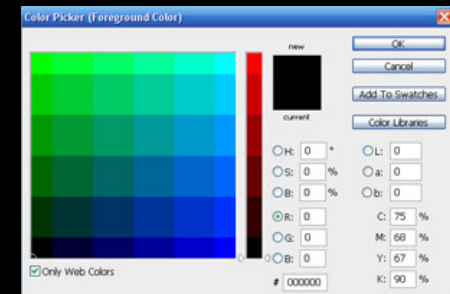 Color Picker (Foreground Color)
new
current
OK
Cancel
Add To Swatches
Color Libraries
H: 0 °
S: 0 %
B: 0 %
R: 0
G: 0
B: 0
# 000000
L: 0
a: 0
b: 0
C: 75 %
M: 68 %
Y: 67 %
K: 90 %
Only Web Colors